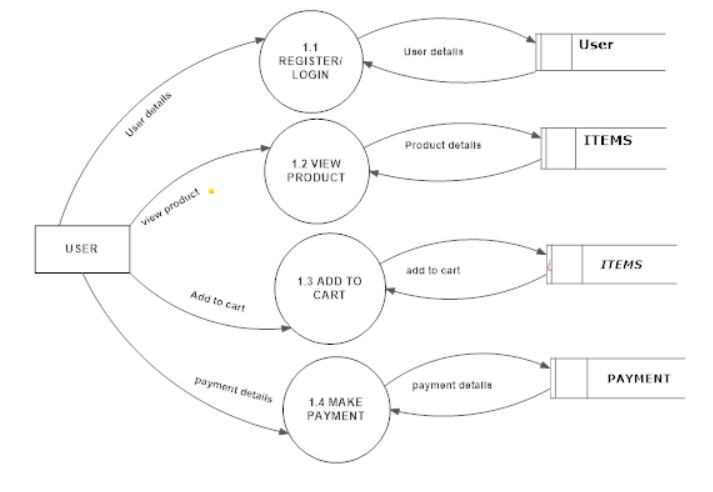 1.1
REGISTER/
LOGIN
User details
User
User details
1.2 VIEW
PRODUCT
Product details
ITEMS
view product
USER
1.3 ADD TO
CART
add to cart
ITEMS
Add to cart
1.4 MAKE
PAYMENT
payment details
PAYMENT
payment details